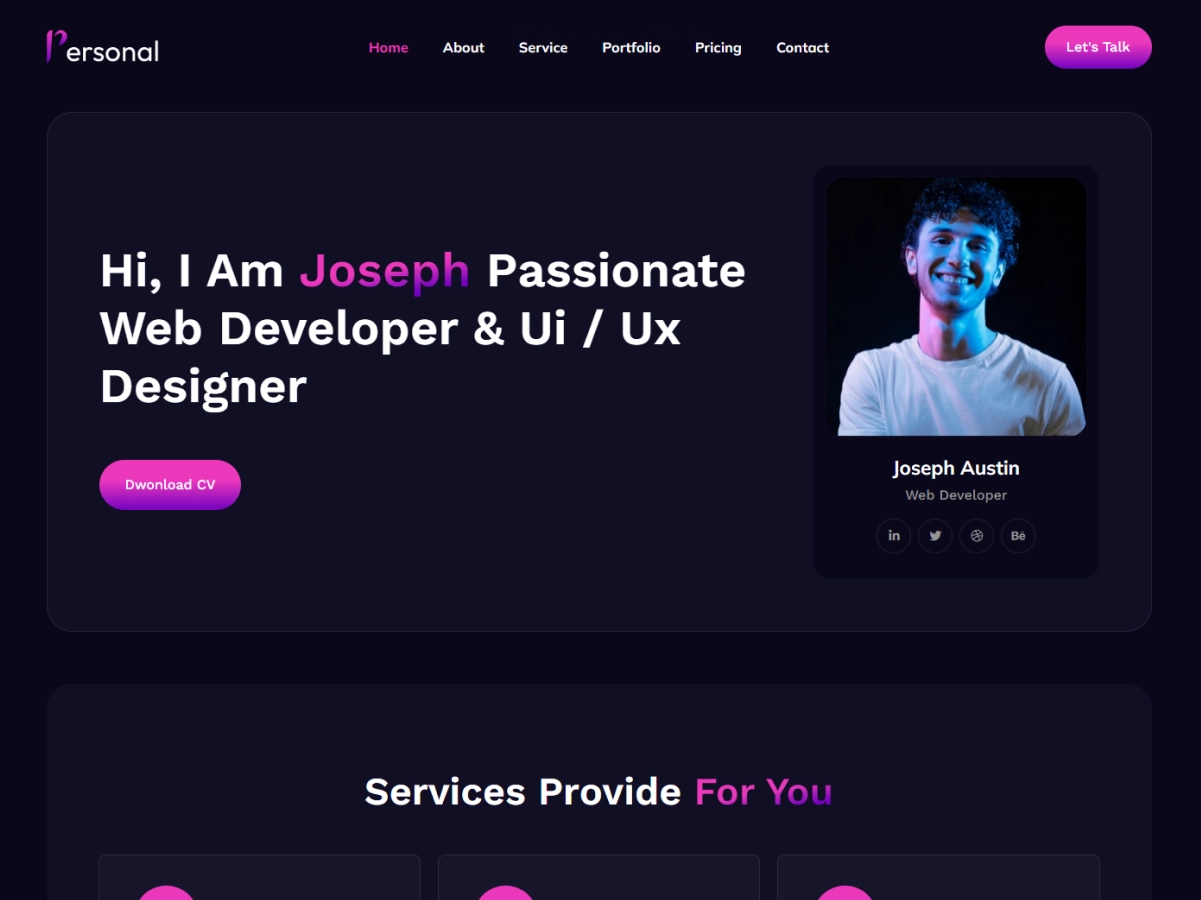 Personal
Home About Service Portfolio Pricing Contact
Let's Talk
Hi, I Am Joseph Passionate
Web Developer & Ui / Ux
Designer
Dwonload CV
Joseph Austin
Web Developer
in
Bē
Services Provide For You